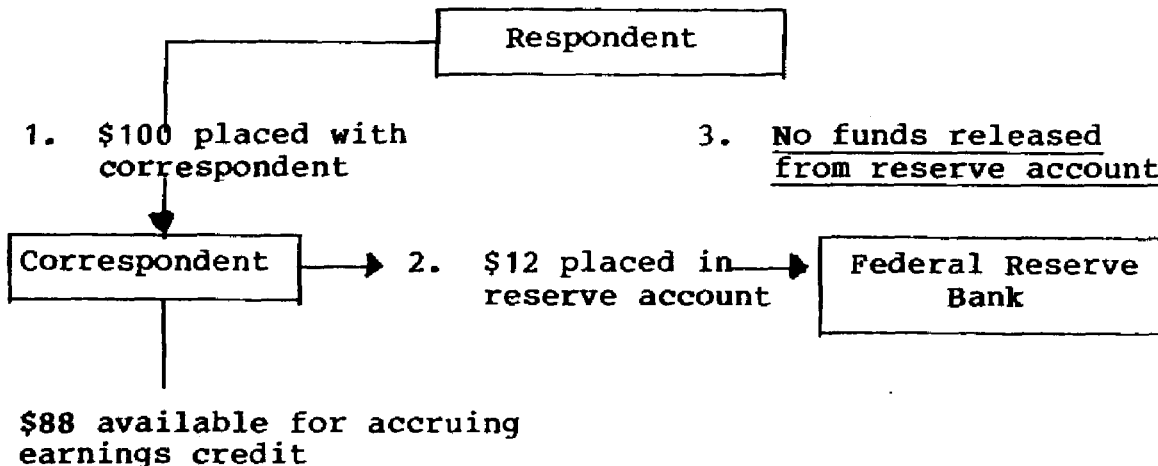 Respondent
1. $100 placed with
correspondent
3. No funds released
from reserve account
Correspondent
2. $12 placed in
reserve account
Federal Reserve
Bank
$88 available for accruing
earnings credit